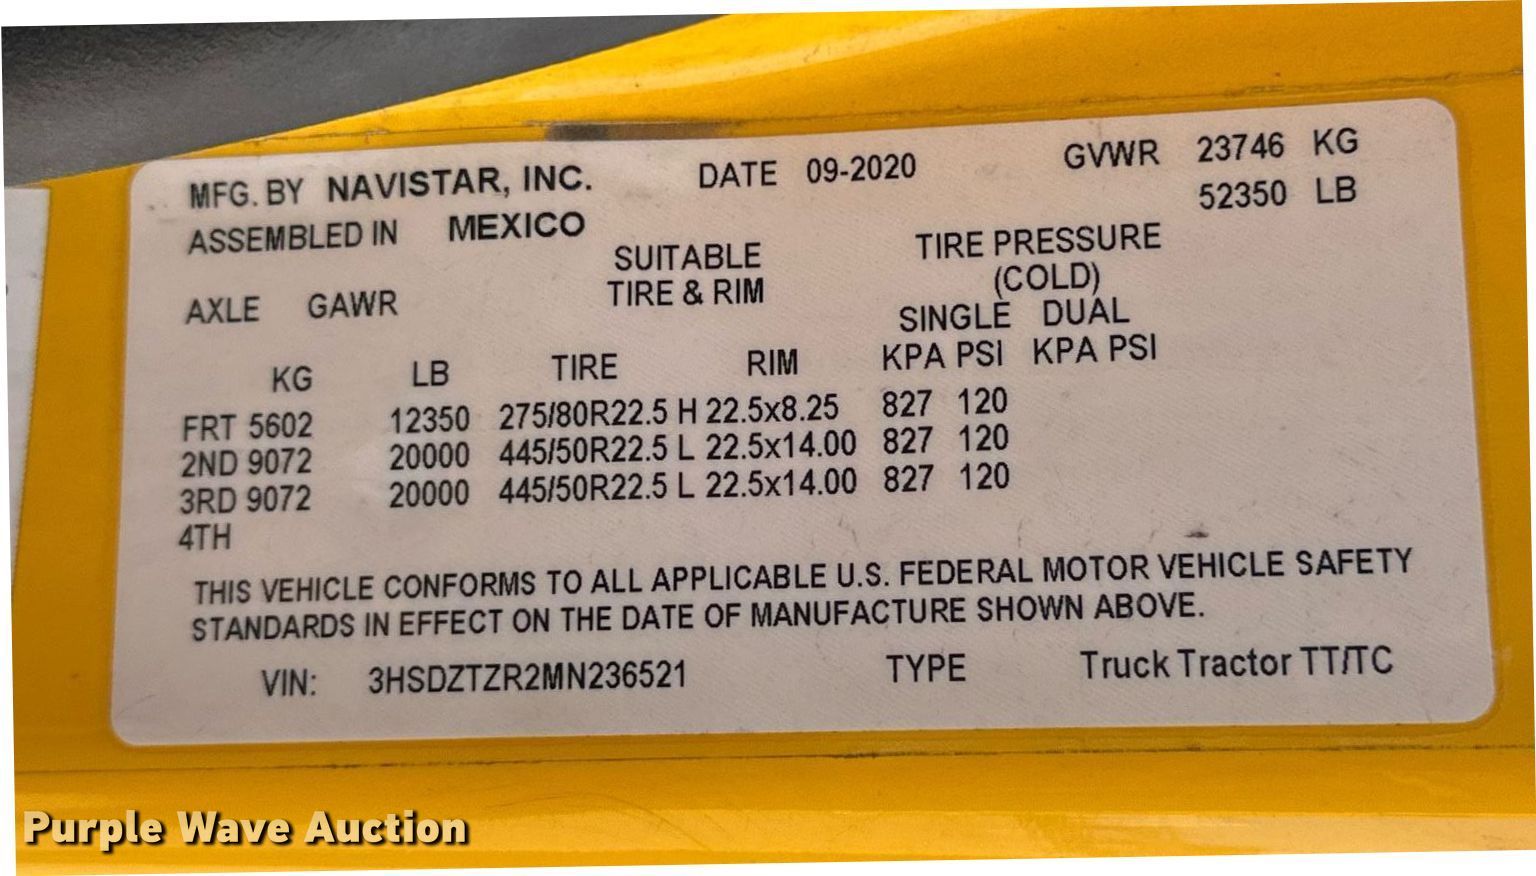 MFG. BY NAVISTAR, INC. DATE 09-2020 GVWR 23746 KG
52350 LB
ASSEMBLED IN MEXICO
SUITABLE TIRE PRESSURE
AXLE GAWR TIRE & RIM (COLD)
SINGLE DUAL
KG LB TIRE RIM KPA PSI KPA PSI
FRT 5602 12350 275/80R22.5 H 22.5x8.25 827 120
2ND 9072 20000 445/50R22.5 L 22.5x14.00 827 120
3RD 9072 20000 445/50R22.5 L 22.5x14.00 827 120
4TH
THIS VEHICLE CONFORMS TO ALL APPLICABLE U.S. FEDERAL MOTOR VEHICLE SAFETY
STANDARDS IN EFFECT ON THE DATE OF MANUFACTURE SHOWN ABOVE.
VIN: 3HSDZTZR2MN236521 TYPE Truck Tractor TT/TC
Purple Wave Auction